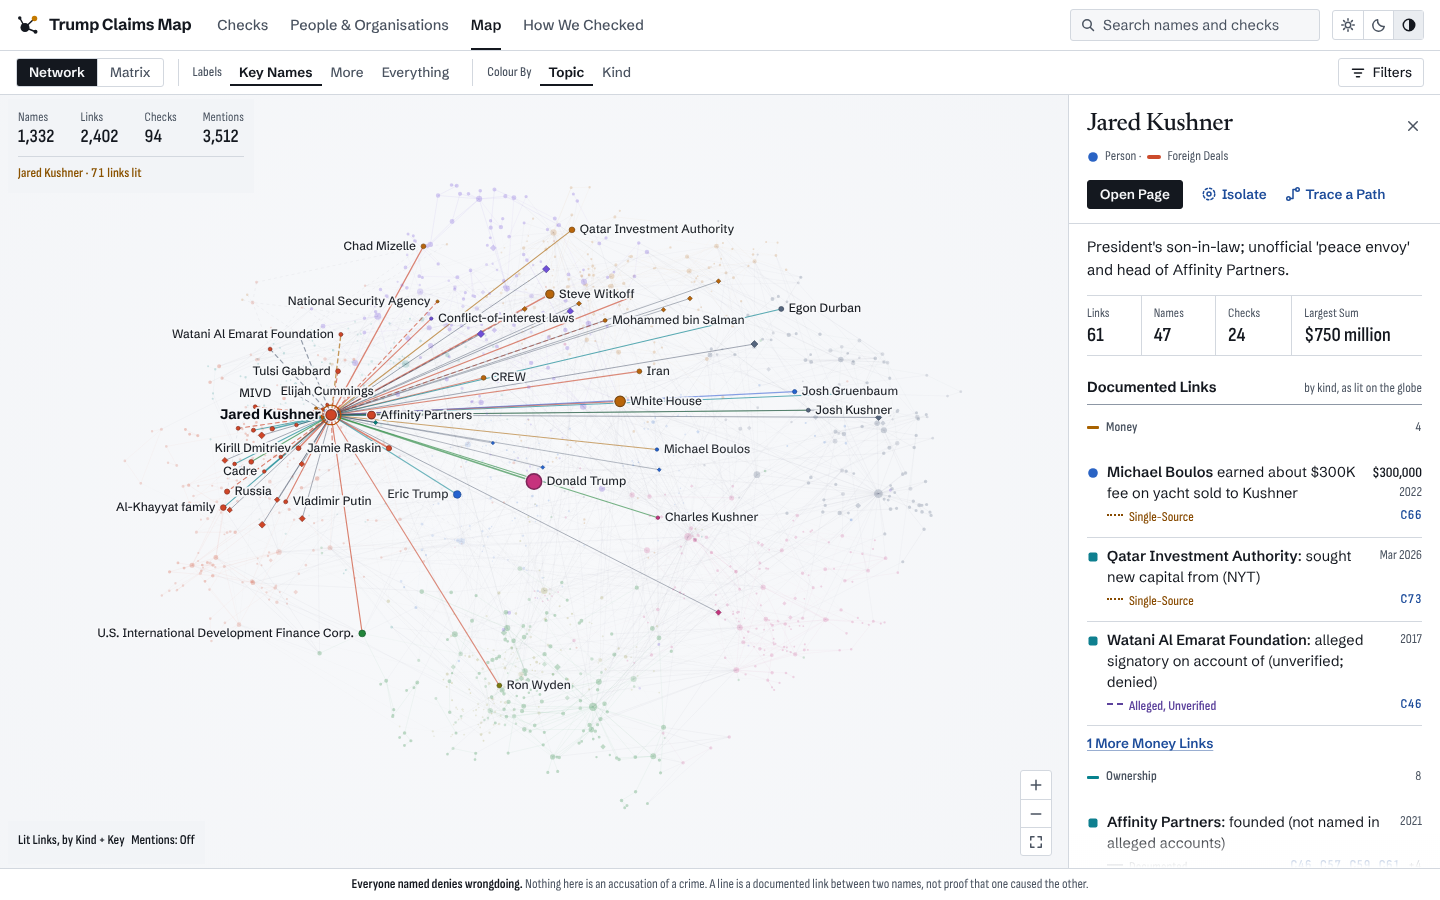 Trump Claims Map
Checks
People & Organisations
Map
How We Checked
Search names and checks
Network
Matrix
Labels
Key Names
More
Everything
Colour By
Topic
Kind
Filters
Names
Links
Checks
Mentions
1,332
2,402
94
3,512
Jared Kushner · 71 links lit
Qatar Investment Authority
Chad Mizelle
Steve Witkoff
National Security Agency
Egon Durban
Conflict-of-interest laws
Mohammed bin Salman
Watani Al Emarat Foundation
Tulsi Gabbard
CREW
Iran
MIVD
Elijah Cummings
Josh Gruenbaum
White House
Josh Kushner
Jared Kushner
Affinity Partners
Kirill Dmitriev
Jamie Raskin
Michael Boulos
Cadre
Donald Trump
Russia
Eric Trump
Vladimir Putin
Al-Khayyat family
Charles Kushner
U.S. International Development Finance Corp.
Ron Wyden
Lit Links, by Kind + Key
Mentions: Off
Jared Kushner
Person · Foreign Deals
Open Page
Isolate
Trace a Path
President's son-in-law; unofficial 'peace envoy'
and head of Affinity Partners.
Links
Names
Checks
Largest Sum
61
47
24
$750 million
Documented Links
by kind, as lit on the globe
Money
4
Michael Boulos earned about $300K
$300,000
fee on yacht sold to Kushner
2022
Single-Source
C66
Qatar Investment Authority: sought
Mar 2026
new capital from (NYT)
Single-Source
C73
Watani Al Emarat Foundation: alleged
2017
signatory on account of (unverified;
denied)
Alleged, Unverified
C46
1 More Money Links
Ownership
8
Affinity Partners: founded (not named in
2021
alleged accounts)
Everyone named denies wrongdoing. Nothing here is an accusation of a crime. A line is a documented link between two names, not proof that one caused the other.